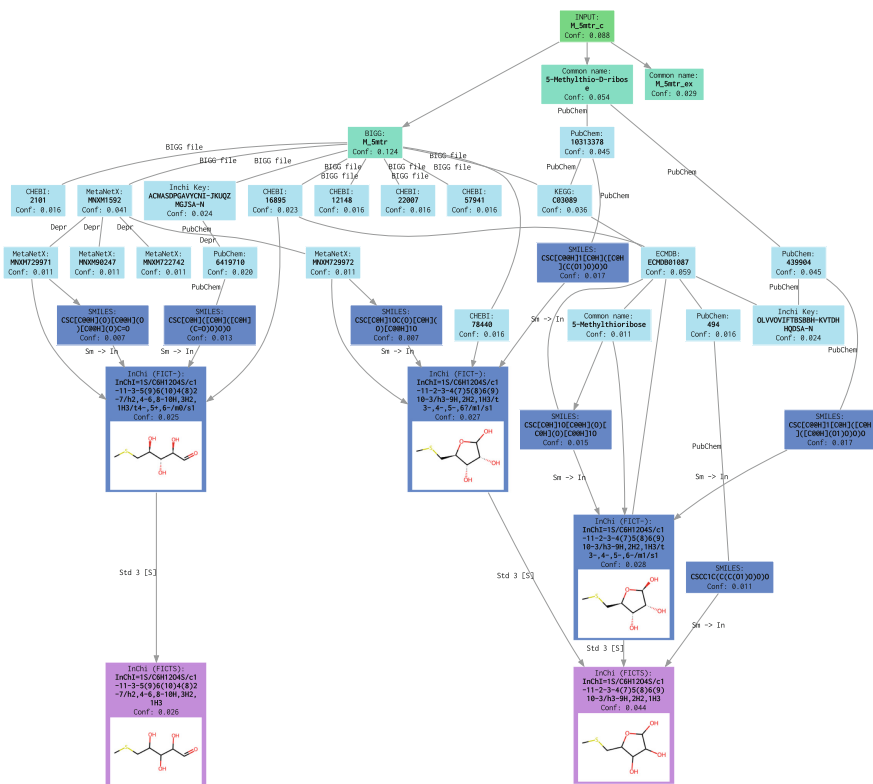 INPUT:
M_5mtr_c
Conf: 0.088
Common name:
5-Methylthio-D-ribos
e
Conf: 0.054
Common name:
M_5mtr_ex
Conf: 0.029
PubChem
BIGG:
M_5mtr
Conf: 0.124
PubChem:
10313378
Conf: 0.045
BIGG file
BIGG file
BIGG file
BIGG file
BIGG file
BIGG file
BIGG file
BIGG file
PubChem
PubChem
PubChem
CHEBI:
2101
Conf: 0.016
MetaNetX:
MNXM1592
Conf: 0.041
Inchi Key:
ACWASDPGAVYCNI-JKUQZ
MGJSA-N
Conf: 0.024
CHEBI:
16895
Conf: 0.023
CHEBI:
12148
Conf: 0.016
CHEBI:
22007
Conf: 0.016
CHEBI:
57941
Conf: 0.016
KEGG:
C03089
Conf: 0.036
Depr
Depr
Depr
Depr
PubChem
MetaNetX:
MNXM729971
Conf: 0.011
MetaNetX:
MNXM90247
Conf: 0.011
MetaNetX:
MNXM722742
Conf: 0.011
PubChem:
6419710
Conf: 0.020
MetaNetX:
MNXM729972
Conf: 0.011
SMILES:
Conf: 0.017
ECMDB:
ECMDB01087
Conf: 0.059
PubChem:
439904
Conf: 0.045
PubChem
PubChem
SMILES:
Conf: 0.007
SMILES:
Conf: 0.013
SMILES:
Conf: 0.007
CHEBI:
78440
Conf: 0.016
Common name:
5-Methylthioribose
Conf: 0.011
PubChem:
494
Conf: 0.016
Inchi Key:
OLVVOVIFTBSBBH-KVTDH
HQDSA-N
Conf: 0.024
Sm -> In
Sm -> In
Sm -> In
Sm -> In
PubChem
InChi (FICT-):
InChI=1S/C6H12O4S/c1
-11-3-5(9)6(10)4(8)2
-7/h2,4-6,8-10H,3H2,
1H3/t4-,5+,6-/m0/s1
Conf: 0.025
InChi (FICT-):
InChI=1S/C6H12O4S/c1
-11-2-3-4(7)5(8)6(9)
10-3/h3-9H,2H2,1H3/t
3-,4-,5-,6?/m1/s1
Conf: 0.027
SMILES:
Conf: 0.015
SMILES:
Conf: 0.017
PubChem
Sm -> In
Sm -> In
InChi (FICT-):
InChI=1S/C6H12O4S/c1
-11-2-3-4(7)5(8)6(9)
10-3/h3-9H,2H2,1H3/t
3-,4-,5-,6-/m1/s1
Conf: 0.028
SMILES:
CSCC1C(C(C(O1)O)O)O
Conf: 0.011
Std 3 [S]
Std 3 [S]
Sm -> In
Std 3 [S]
InChi (FICTS):
InChI=1S/C6H12O4S/c1
-11-3-5(9)6(10)4(8)2
-7/h2,4-6,8-10H,3H2,
1H3
Conf: 0.026
InChi (FICTS):
InChI=1S/C6H12O4S/c1
-11-2-3-4(7)5(8)6(9)
10-3/h3-9H,2H2,1H3
Conf: 0.044